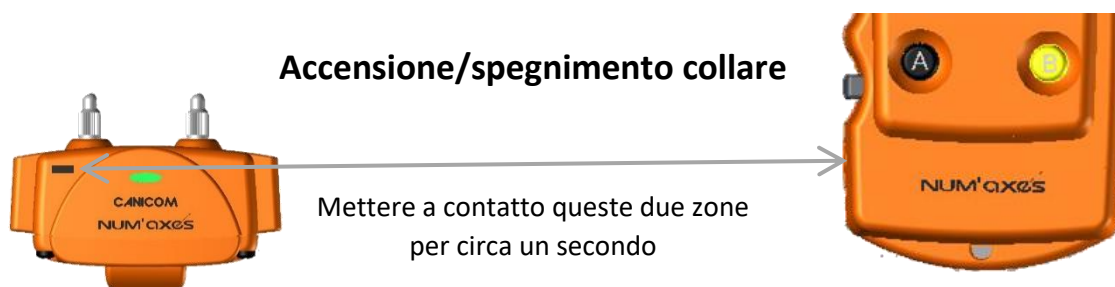 Accensione/spegnimento collare
A
B
CANICOM
NUM'axes
NUM'axes
Mettere a contatto queste due zone
per circa un secondo